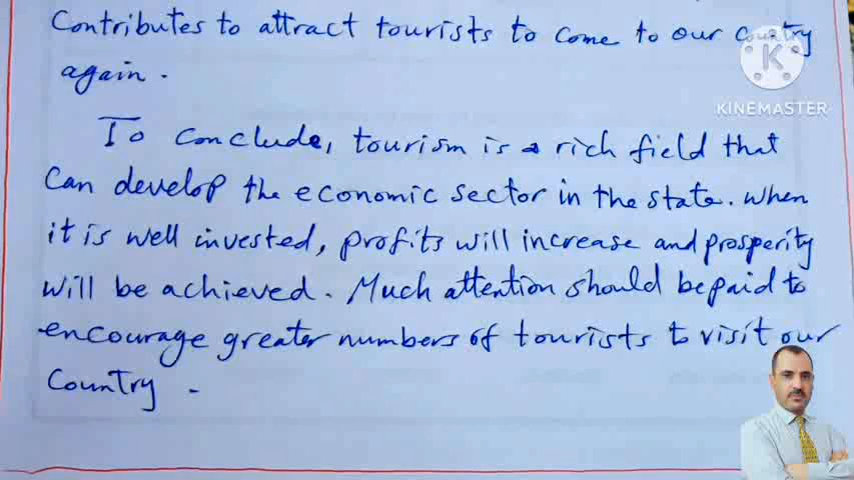 Contributes to attract tourists to come to our country
again.
KINEMASTER
To conclude, tourism is a rich field that
can develop the economic sector in the state. When
it is well invested, profits will increase and prosperity
will be achieved. Much attention should be paid to
encourage greater numbers of tourists to visit our
country.